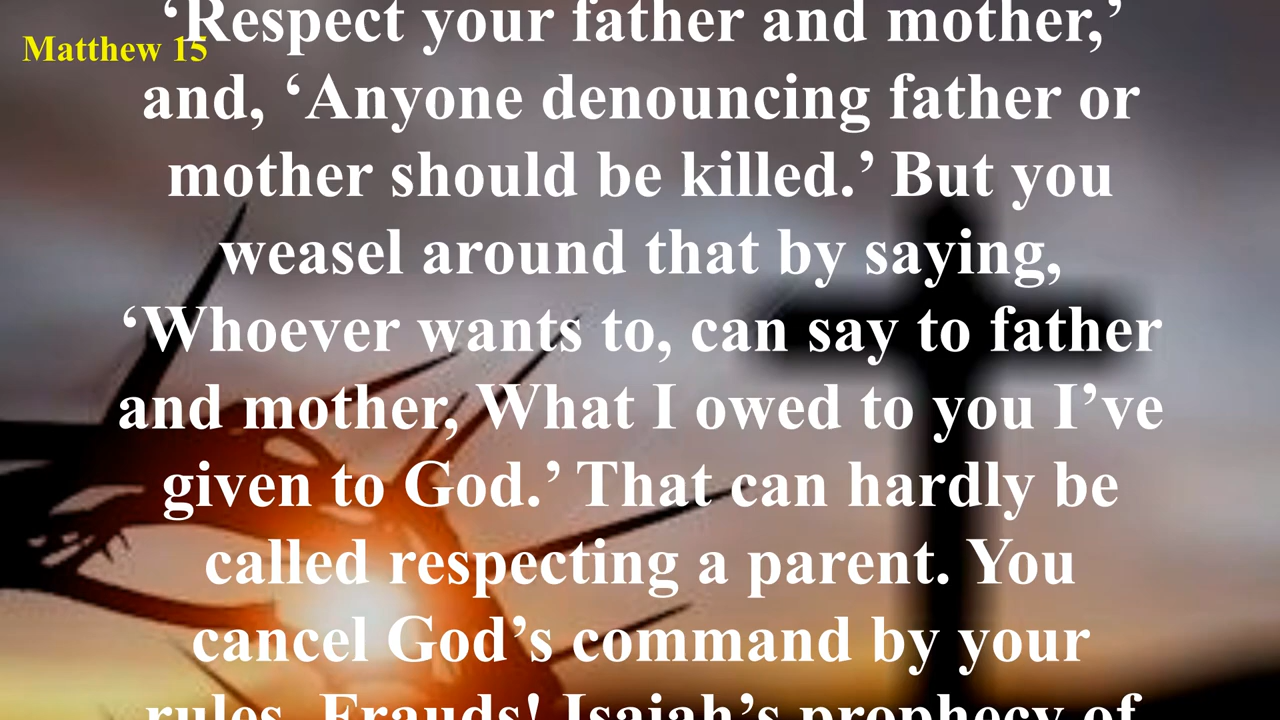 Matthew 15
‘Respect your father and mother,’
and, ‘Anyone denouncing father or
mother should be killed.’ But you
weasel around that by saying,
‘Whoever wants to, can say to father
and mother, What I owed to you I’ve
given to God.’ That can hardly be
called respecting a parent. You
cancel God’s command by your
rules. Frauds! Isaiah’s prophecy of